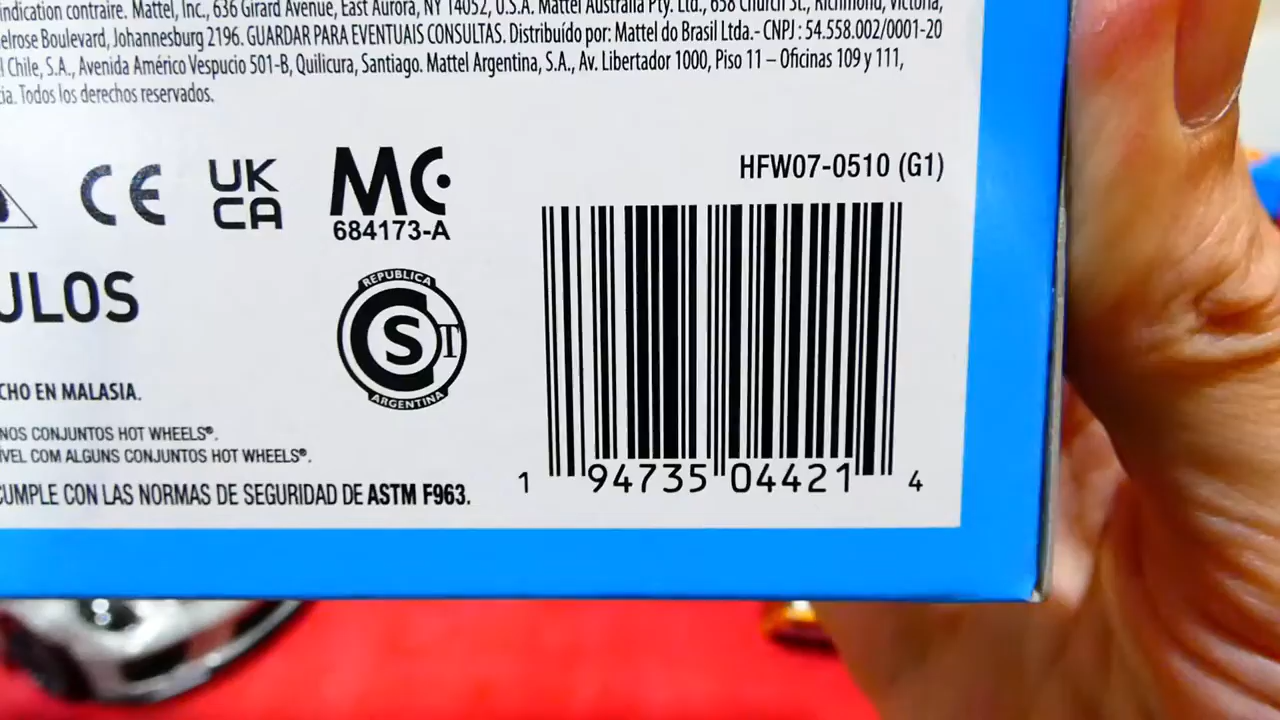 indication contraire. Mattel, Inc., 636 Girard Avenue, East Aurora, NY 14052, U.S.A. Mattel Australia Pty. Ltd., 658 Church St., Richmond, Victoria,
elrose Boulevard, Johannesburg 2196. GUARDAR PARA EVENTUAIS CONSULTAS. Distribuído por: Mattel do Brasil Ltda.- CNPJ : 54.558.002/0001-20
l Chile, S.A., Avenida Américo Vespucio 501-B, Quilicura, Santiago. Mattel Argentina, S.A., Av. Libertador 1000, Piso 11 – Oficinas 109 y 111,
ia. Todos los derechos reservados.
HFW07-0510 (G1)
CE UK CA MC
684173-A
ULOS
REPUBLICA
CST
ARGENTINA
CHO EN MALASIA.
NOS CONJUNTOS HOT WHEELS®.
ÍVEL COM ALGUNS CONJUNTOS HOT WHEELS®.
CUMPLE CON LAS NORMAS DE SEGURIDAD DE ASTM F963.
1 94735 04421 4